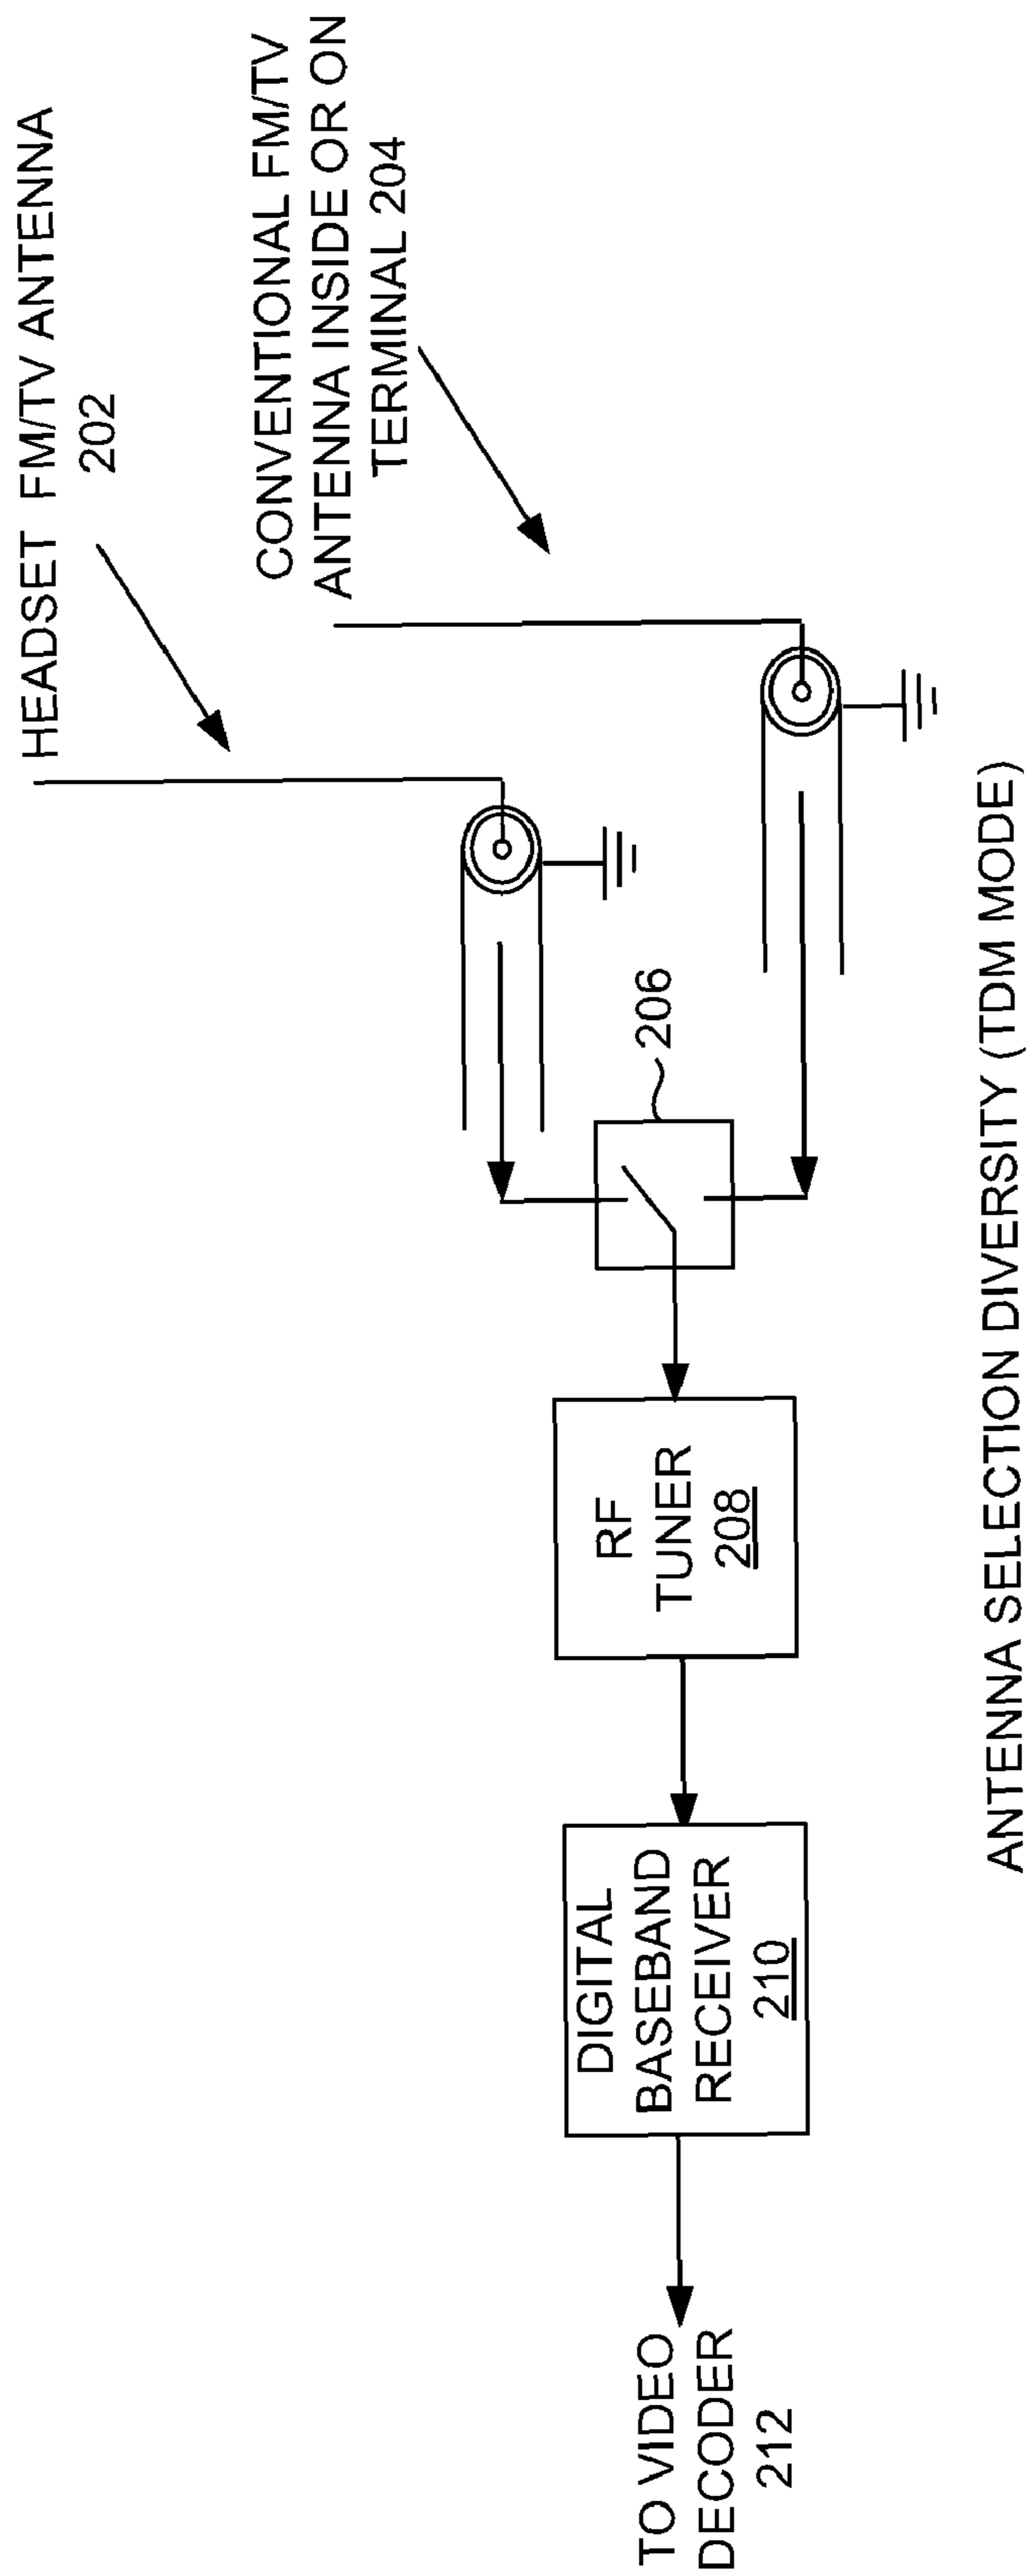 HEADSET FM/TV ANTENNA
202
CONVENTIONAL FM/TV
ANTENNA INSIDE OR ON
TERMINAL 204
206
RF
TUNER
208
DIGITAL
BASEBAND
RECEIVER
210
TO VIDEO
DECODER
212
ANTENNA SELECTION DIVERSITY (TDM MODE)